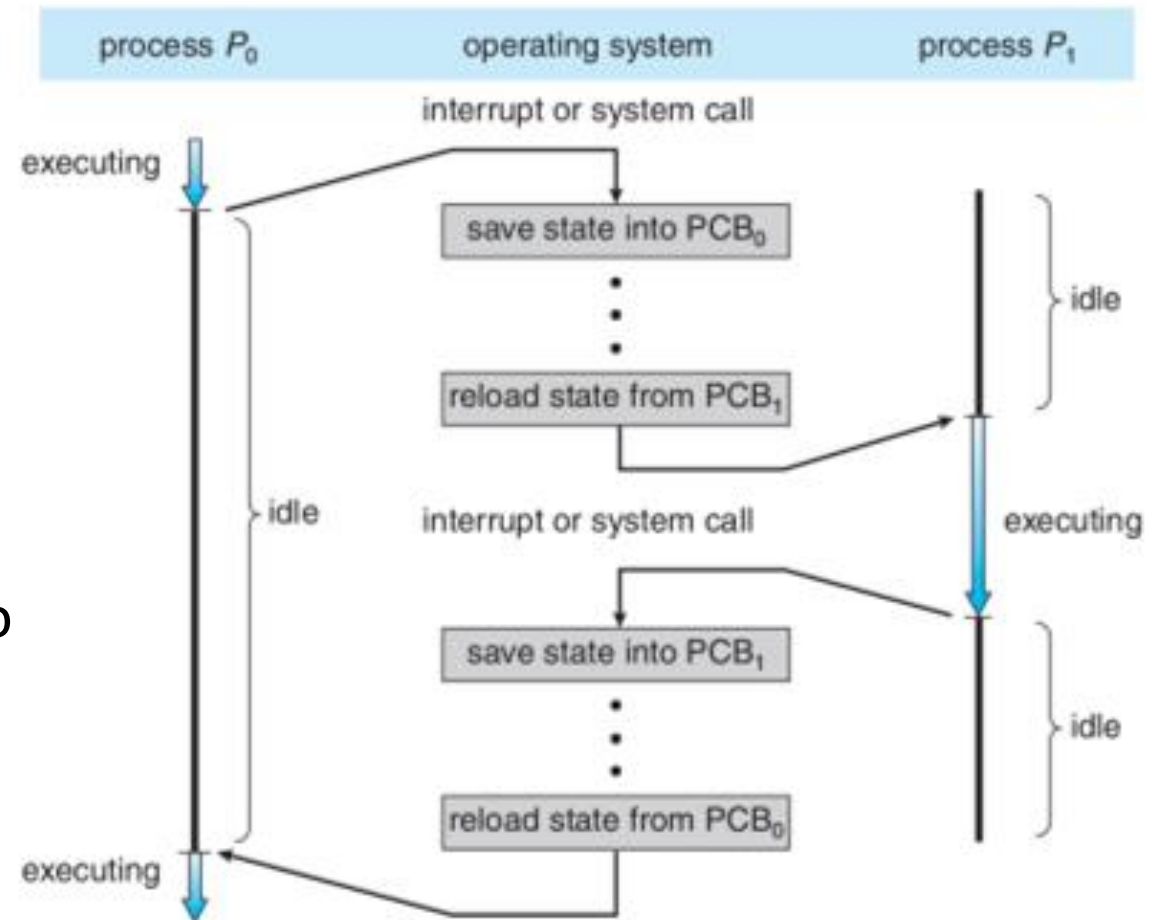 process P₀ operating system process P₁
interrupt or system call
executing
save state into PCB₀
idle
reload state from PCB₁
idle
interrupt or system call
executing
o
save state into PCB₁
idle
reload state from PCB₀
executing